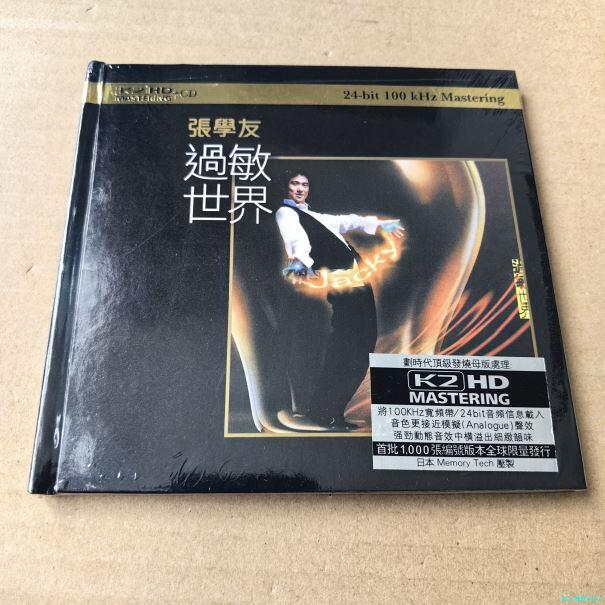 K2 HD
MASTERING CD
24-bit 100 kHz Mastering
張學友
過敏
世界
Jacky
劃時代頂級發燒母版處理
K2 HD
MASTERING
將100KHz寬頻帶/24bit音頻信息載入
音色更接近模擬(Analogue)聲效
强勁動態音效中橫溢出細緻韻味
首批1,000張編號版本全球限量發行
日本 Memory Tech 壓製